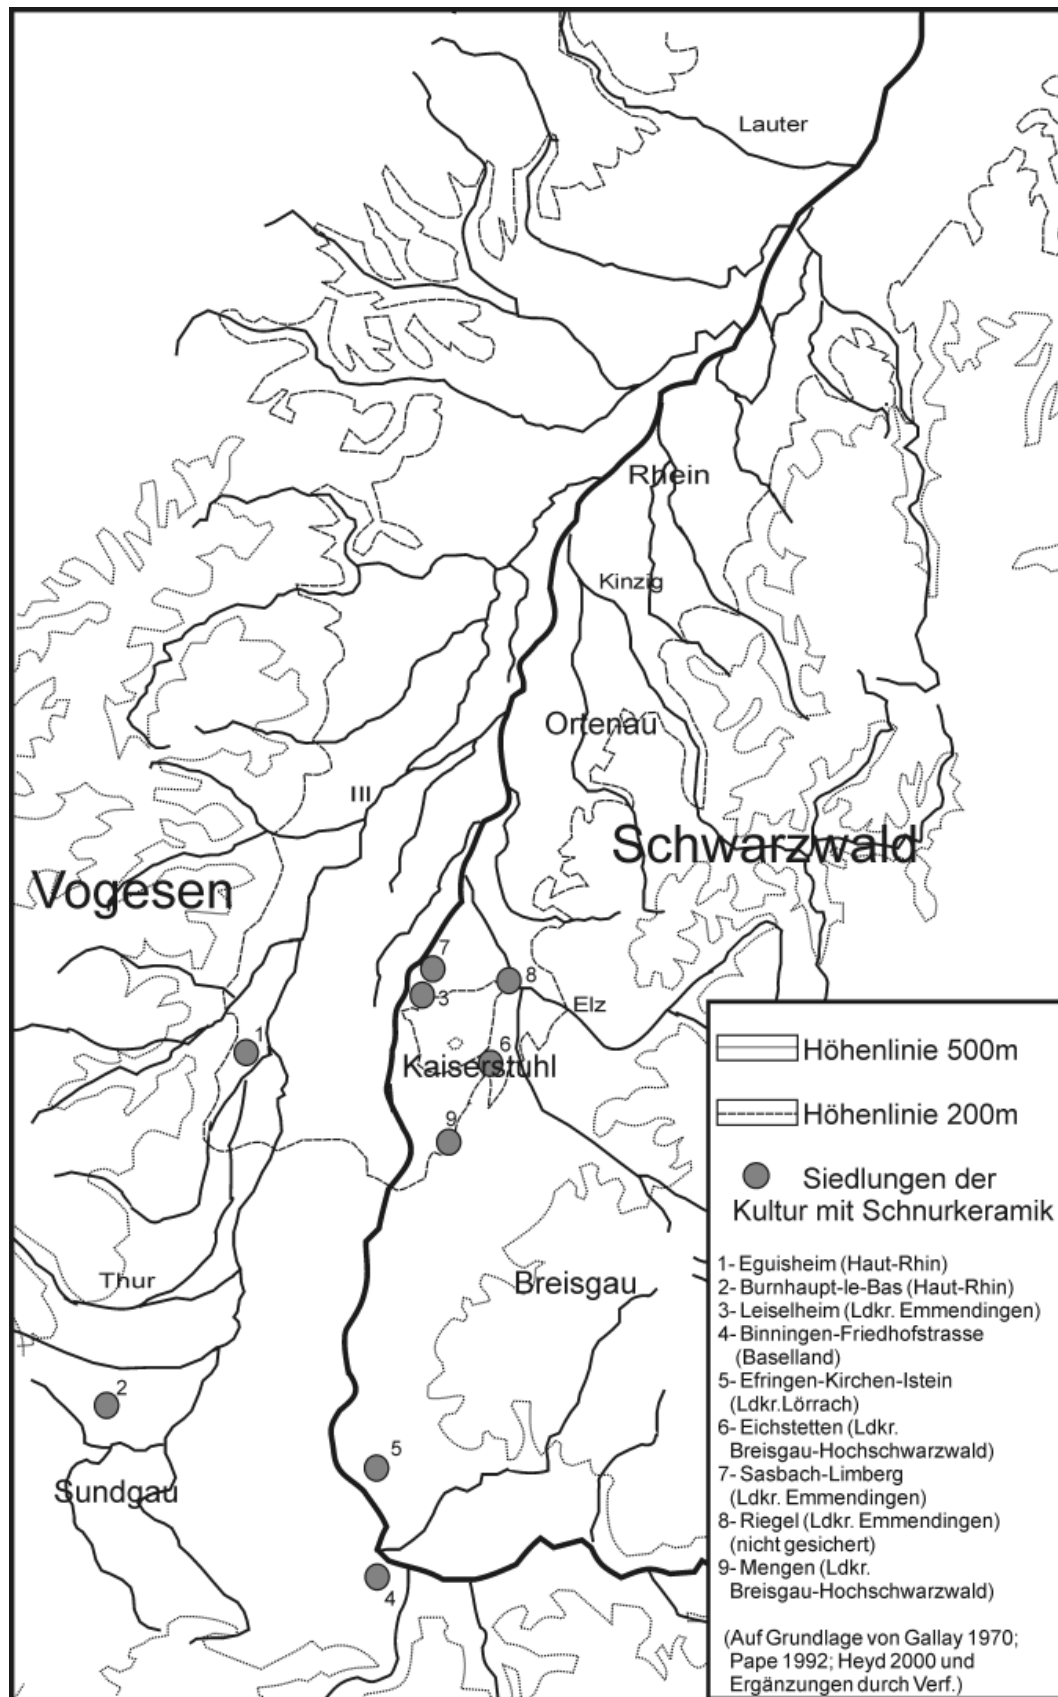 Lauter
Rhein
Kinzig
Ortenau
Ill
Schwarzwald
Vogesen
7
8
3
Elz
1
6
Kaiserstuhl
9
Thur
Breisgau
2
5
Sundgau
4
Höhenlinie 500m
Höhenlinie 200m
Siedlungen der
Kultur mit Schnurkeramik
1- Eguisheim (Haut-Rhin)
2- Burnhaupt-le-Bas (Haut-Rhin)
3- Leiselheim (Ldkr. Emmendingen)
4- Binningen-Friedhofstrasse
(Baselland)
5- Efringen-Kirchen-Istein
(Ldkr.Lörrach)
6- Eichstetten (Ldkr.
Breisgau-Hochschwarzwald)
7- Sasbach-Limberg
(Ldkr. Emmendingen)
8- Riegel (Ldkr. Emmendingen)
(nicht gesichert)
9- Mengen (Ldkr.
Breisgau-Hochschwarzwald)
(Auf Grundlage von Gallay 1970;
Pape 1992; Heyd 2000 und
Ergänzungen durch Verf.)